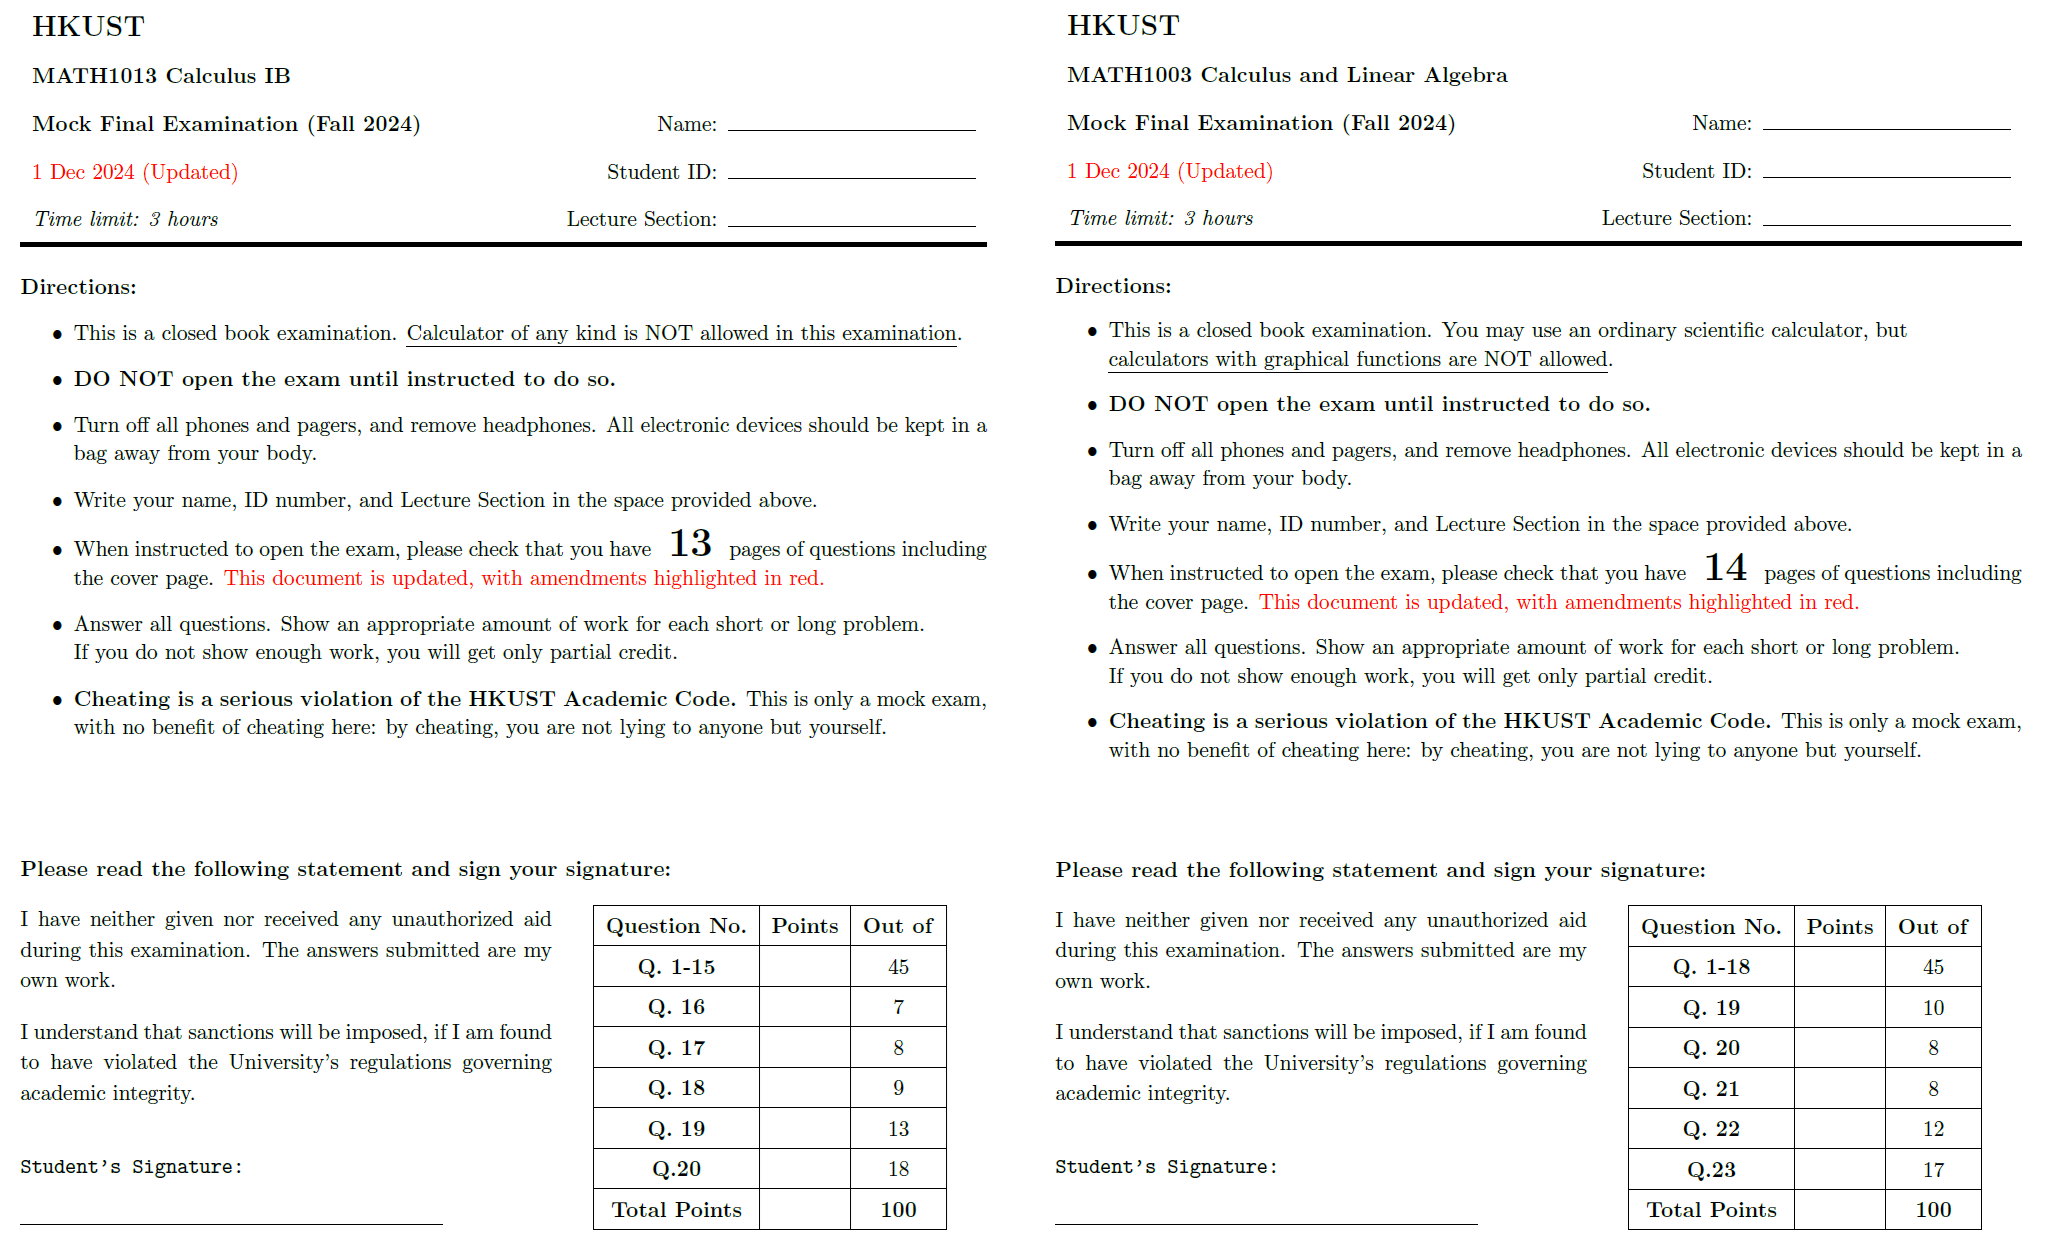 HKUST
MATH1013 Calculus IB
Mock Final Examination (Fall 2024)
Name:
1 Dec 2024 (Updated)
Student ID:
Time limit: 3 hours
Lecture Section:
Directions:
• This is a closed book examination. Calculator of any kind is NOT allowed in this examination.
• DO NOT open the exam until instructed to do so.
• Turn off all phones and pagers, and remove headphones. All electronic devices should be kept in a
bag away from your body.
• Write your name, ID number, and Lecture Section in the space provided above.
• When instructed to open the exam, please check that you have 13 pages of questions including
the cover page. This document is updated, with amendments highlighted in red.
• Answer all questions. Show an appropriate amount of work for each short or long problem.
If you do not show enough work, you will get only partial credit.
• Cheating is a serious violation of the HKUST Academic Code. This is only a mock exam,
with no benefit of cheating here: by cheating, you are not lying to anyone but yourself.
Please read the following statement and sign your signature:
I have neither given nor received any unauthorized aid
during this examination. The answers submitted are my
own work.
I understand that sanctions will be imposed, if I am found
to have violated the University's regulations governing
academic integrity.
Student's Signature:
Question No. Points Out of
Q. 1-15 45
Q. 16 7
Q. 17 8
Q. 18 9
Q. 19 13
Q.20 18
Total Points 100
HKUST
MATH1003 Calculus and Linear Algebra
Mock Final Examination (Fall 2024)
Name:
1 Dec 2024 (Updated)
Student ID:
Time limit: 3 hours
Lecture Section:
Directions:
• This is a closed book examination. You may use an ordinary scientific calculator, but
calculators with graphical functions are NOT allowed.
• DO NOT open the exam until instructed to do so.
• Turn off all phones and pagers, and remove headphones. All electronic devices should be kept in a
bag away from your body.
• Write your name, ID number, and Lecture Section in the space provided above.
• When instructed to open the exam, please check that you have 14 pages of questions including
the cover page. This document is updated, with amendments highlighted in red.
• Answer all questions. Show an appropriate amount of work for each short or long problem.
If you do not show enough work, you will get only partial credit.
• Cheating is a serious violation of the HKUST Academic Code. This is only a mock exam,
with no benefit of cheating here: by cheating, you are not lying to anyone but yourself.
Please read the following statement and sign your signature:
I have neither given nor received any unauthorized aid
during this examination. The answers submitted are my
own work.
I understand that sanctions will be imposed, if I am found
to have violated the University's regulations governing
academic integrity.
Student's Signature:
Question No. Points Out of
Q. 1-18 45
Q. 19 10
Q. 20 8
Q. 21 8
Q. 22 12
Q.23 17
Total Points 100